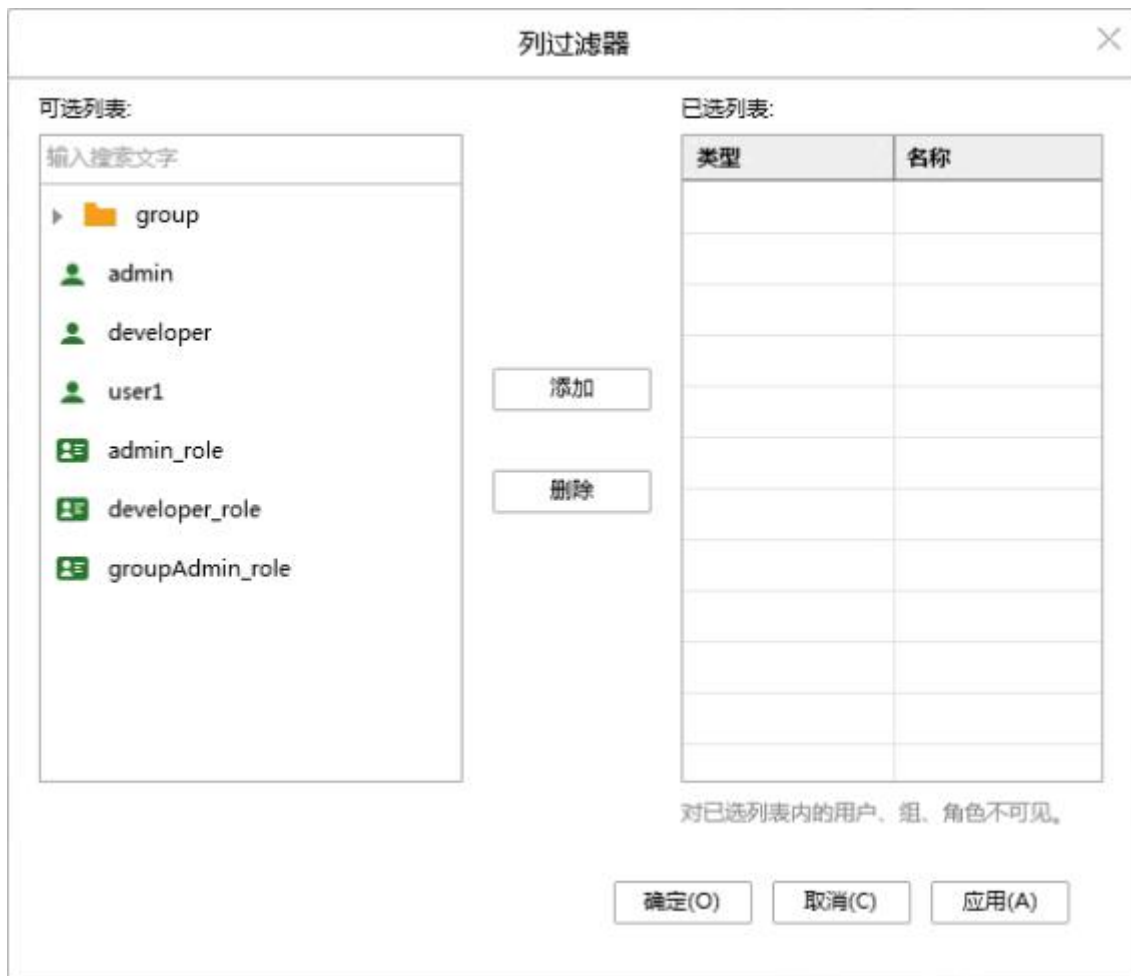 列过滤器
可选列表:
输入搜索文字
group
admin
developer
user1
admin_role
developer_role
groupAdmin_role
添加
删除
已选列表:
类型 名称
对已选列表内的用户、组、角色不可见。
确定(O) 取消(C) 应用(A)